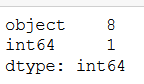 object    8
int64     1
dtype: int64